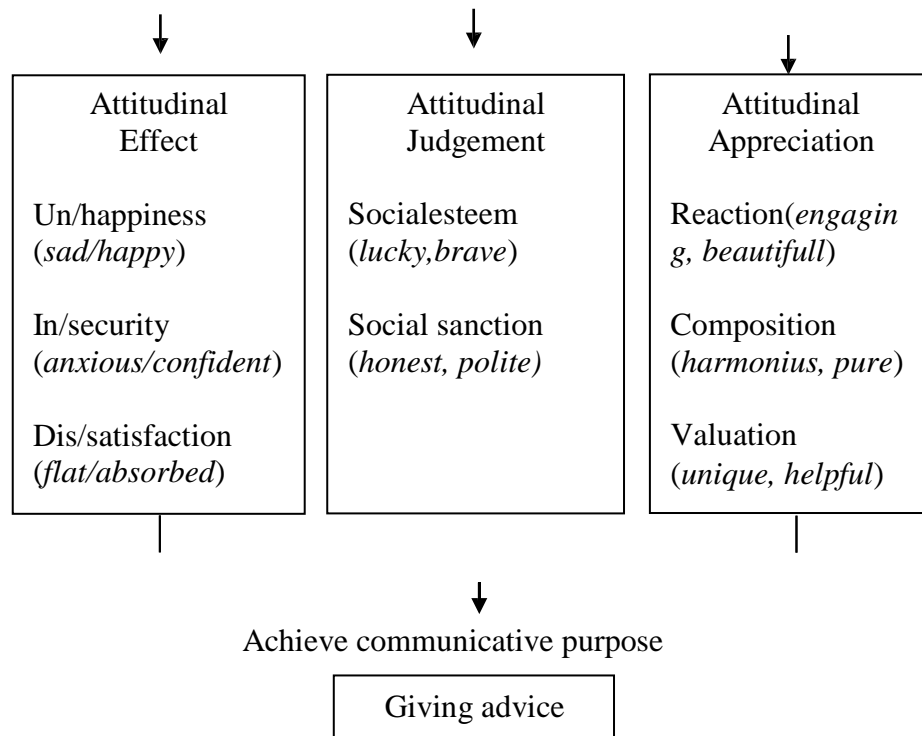 Attitudinal
Effect
Un/happiness
(sad/happy)
In/security
(anxious/confident)
Dis/satisfaction
(flat/absorbed)
Attitudinal
Judgement
Socialesteem
(lucky,brave)
Social sanction
(honest, polite)
Attitudinal
Appreciation
Reaction(engagin
g, beautifull)
Composition
(harmonius, pure)
Valuation
(unique, helpful)
Achieve communicative purpose
Giving advice